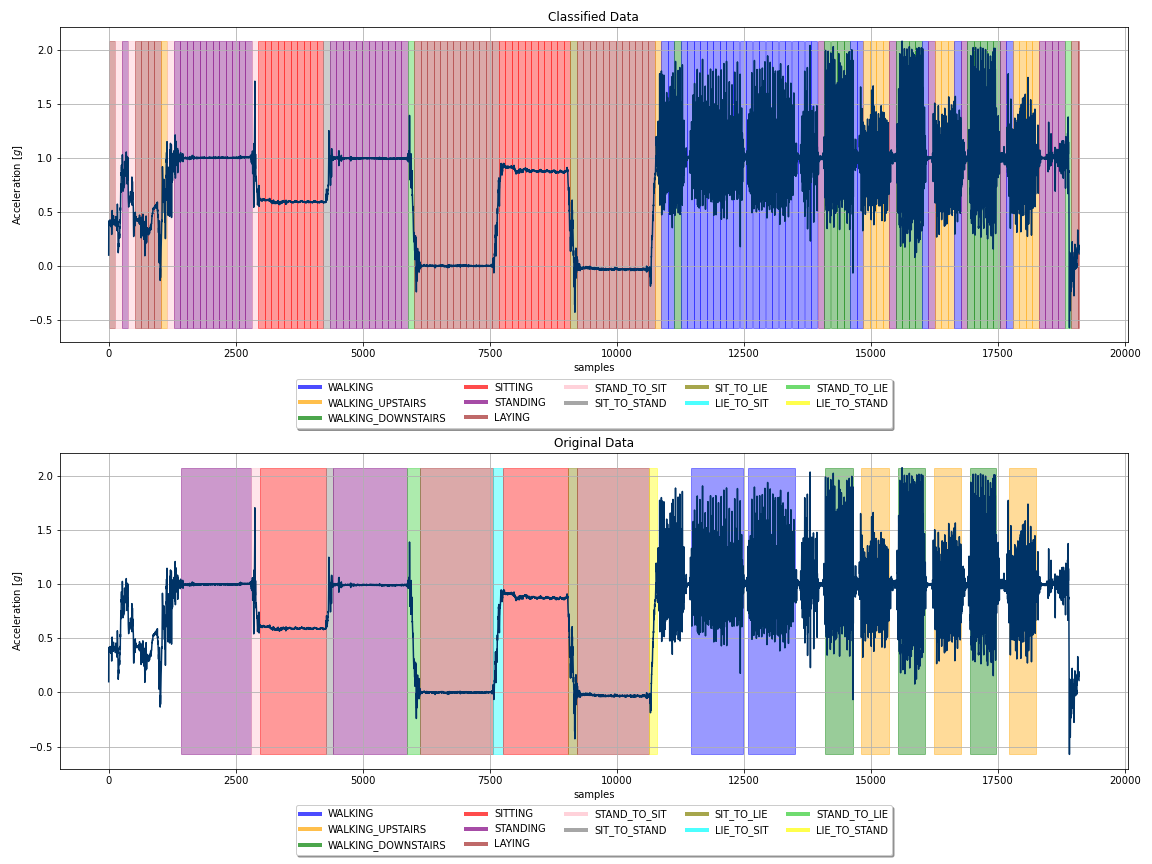 Classified Data
Acceleration [g]
2.0
1.5
1.0
0.5
0.0
−0.5
0 2500 5000 7500 10000 12500 15000 17500 20000
samples
WALKING SITTING STAND_TO_SIT SIT_TO_LIE STAND_TO_LIE
WALKING_UPSTAIRS STANDING SIT_TO_STAND LIE_TO_SIT LIE_TO_STAND
WALKING_DOWNSTAIRS LAYING
Original Data
Acceleration [g]
2.0
1.5
1.0
0.5
0.0
−0.5
0 2500 5000 7500 10000 12500 15000 17500 20000
samples
WALKING SITTING STAND_TO_SIT SIT_TO_LIE STAND_TO_LIE
WALKING_UPSTAIRS STANDING SIT_TO_STAND LIE_TO_SIT LIE_TO_STAND
WALKING_DOWNSTAIRS LAYING